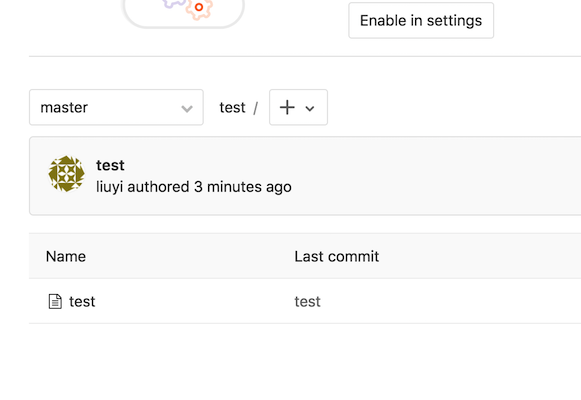 Enable in settings
master
test /
test
liuyi authored 3 minutes ago
Name Last commit
test test